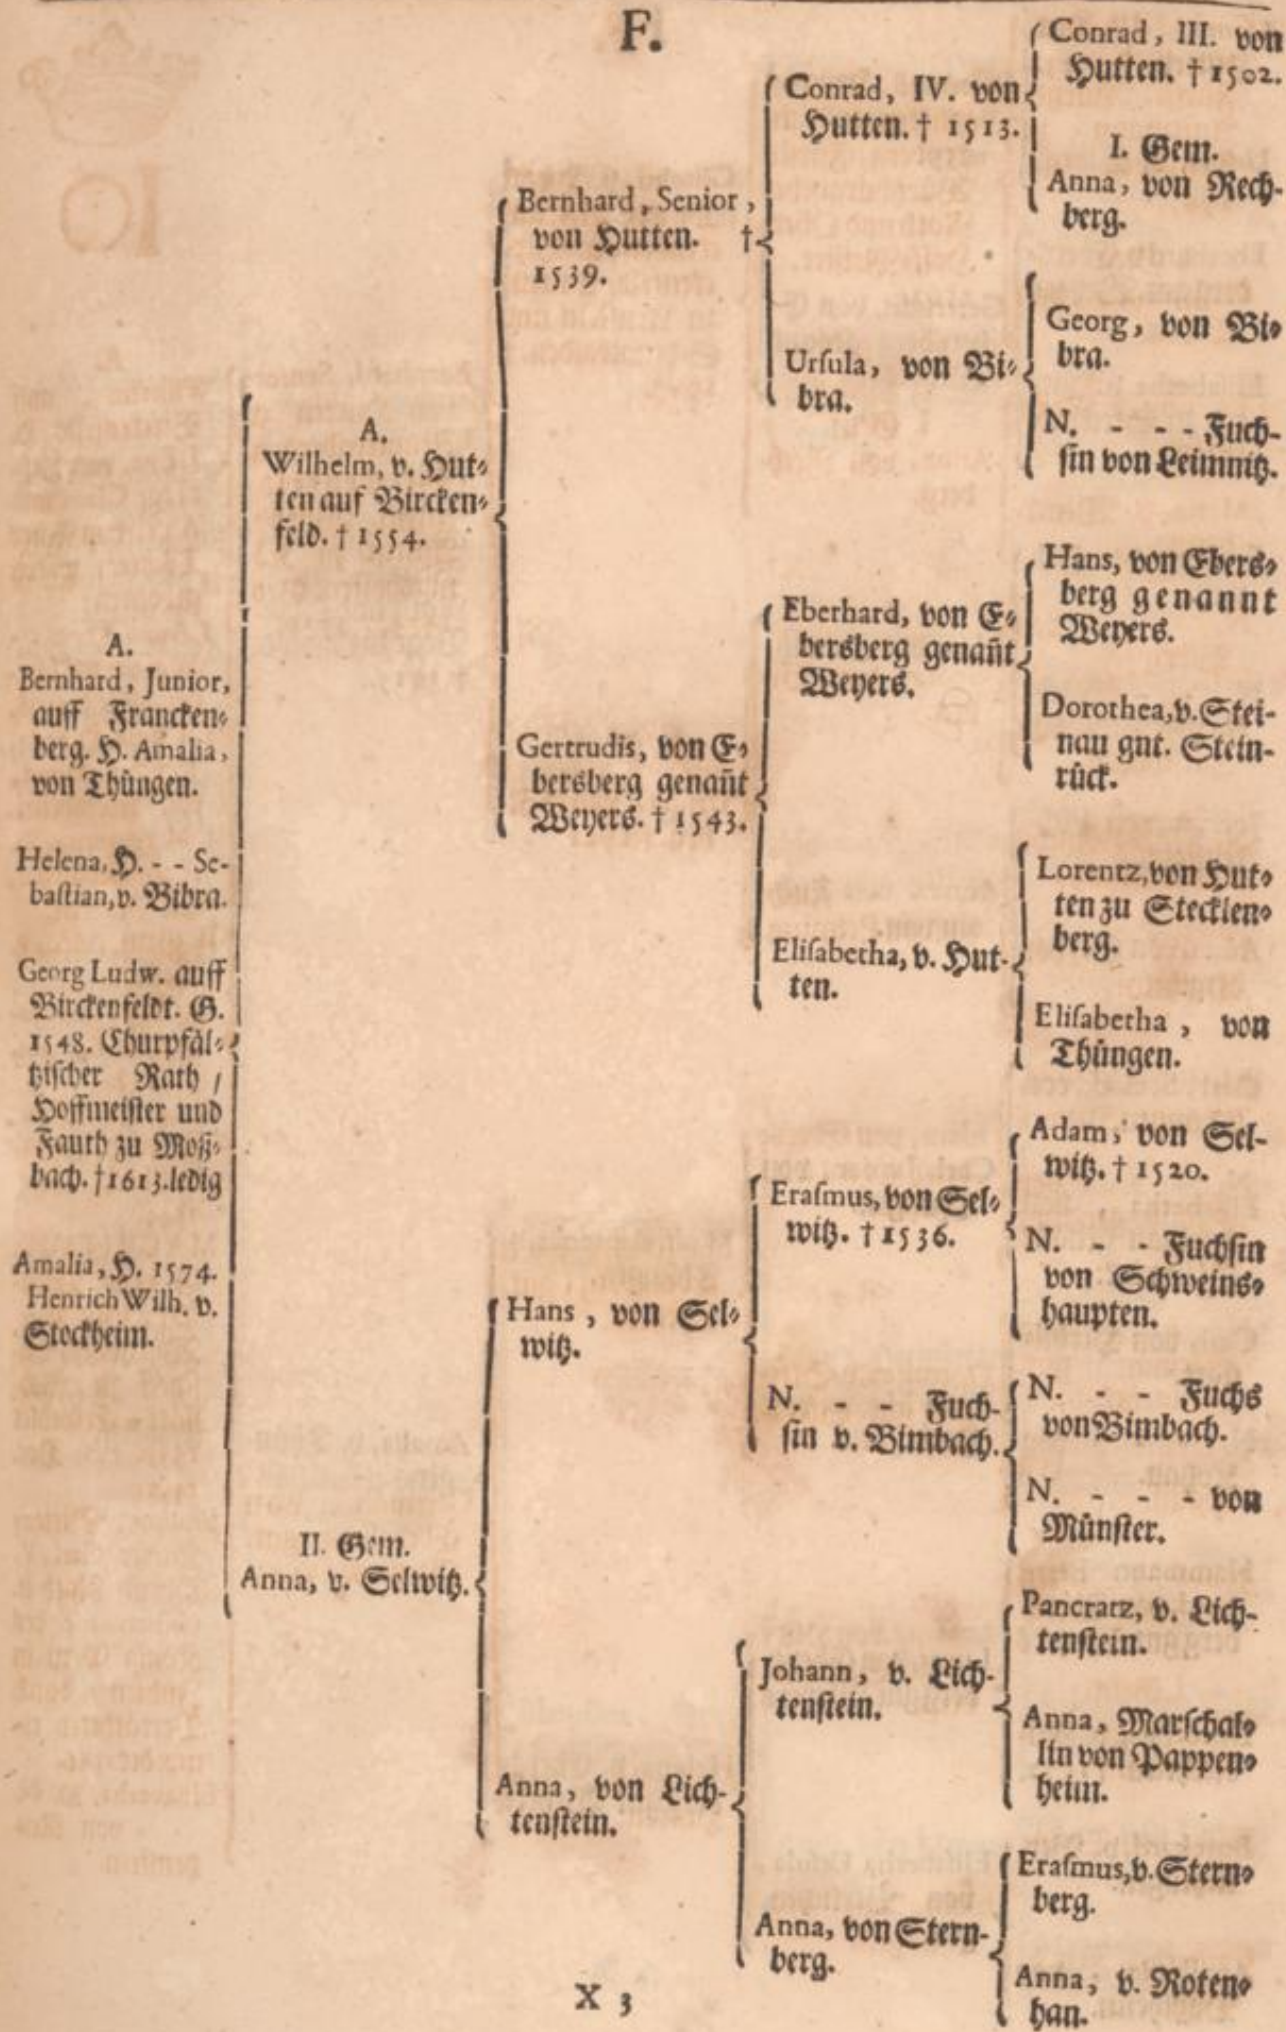 F.
A.
Bernhard, Junior,
auff Francken-
berg. H. Amalia,
von Thüngen.
Helena, H. - - Se-
bastian, v. Bibra.
Georg Ludw. auff
Birckenfeldt. G.
1548. Churpfäl-
tzischer Rath /
Hoffmeister und
Fauth zu Moß-
bach. † 1613. ledig
Amalia, H. 1574.
Henrich Wilh. v.
Stockheim.
A.
Wilhelm, v. Hut-
ten auf Bircken-
feld. † 1554.
II. Gem.
Anna, v. Selwitz.
Bernhard, Senior,
von Hutten. †
1539.
Gertrudis, von E-
bersberg genañt
Weyers. † 1543.
Hans, von Sel-
witz.
Anna, von Lich-
tenstein.
Conrad, IV. von
Hutten. † 1513.
Ursula, von Bi-
bra.
Eberhard, von E-
bersberg genañt
Weyers.
Elisabetha, v. Hut-
ten.
Erasmus, von Sel-
witz. † 1536.
N. - - Fuch-
sin v. Bimbach.
Johann, v. Lich-
tenstein.
Anna, von Stern-
berg.
Conrad, III. von
Hutten. † 1502.
I. Gem.
Anna, von Rech-
berg.
Georg, von Bi-
bra.
N. - - - Fuch-
sin von Leimnitz.
Hans, von Ebers-
berg genannt
Weyers.
Dorothea, v. Stei-
nau gnt. Stein-
rück.
Lorentz, von Hut-
ten zu Stecklen-
berg.
Elisabetha, von
Thüngen.
Adam, von Sel-
witz. † 1520.
N. - - Fuchsin
von Schweins-
haupten.
N. - - Fuchs
von Bimbach.
N. - - - von
Münster.
Pancratz, v. Lich-
tenstein.
Anna, Marschal-
lin von Pappen-
heim.
Erasmus, v. Stern-
berg.
Anna, v. Roten-
han.
X 3